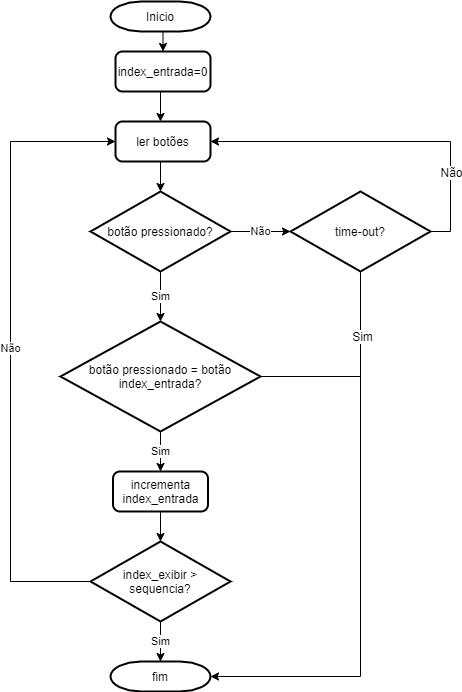 Inicio
index_entrada=0
ler botões
botão pressionado?
Não
time-out?
Não
Sim
Sim
botão pressionado = botão
index_entrada?
Não
Sim
incrementa
index_entrada
index_exibir >
sequencia?
Sim
fim